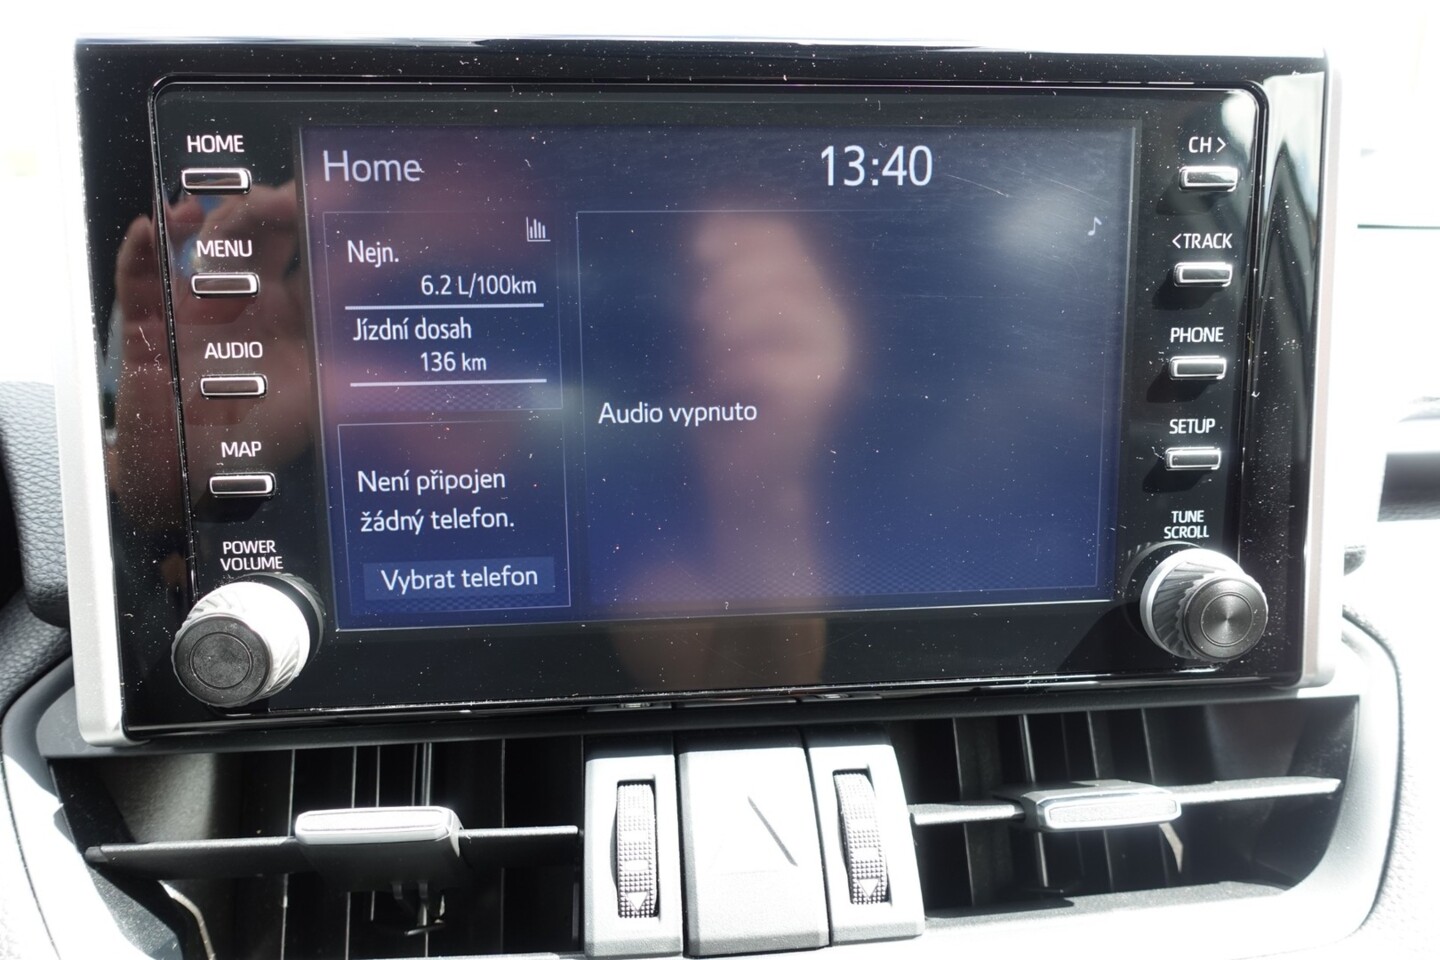 HOME
MENU
AUDIO
MAP
POWER
VOLUME
Home
13:40
Nejn.
6.2 L/100km
Jízdní dosah
136 km
Není připojen
žádný telefon.
Vybrat telefon
Audio vypnuto
CH >
<TRACK
PHONE
SETUP
TUNE
SCROLL